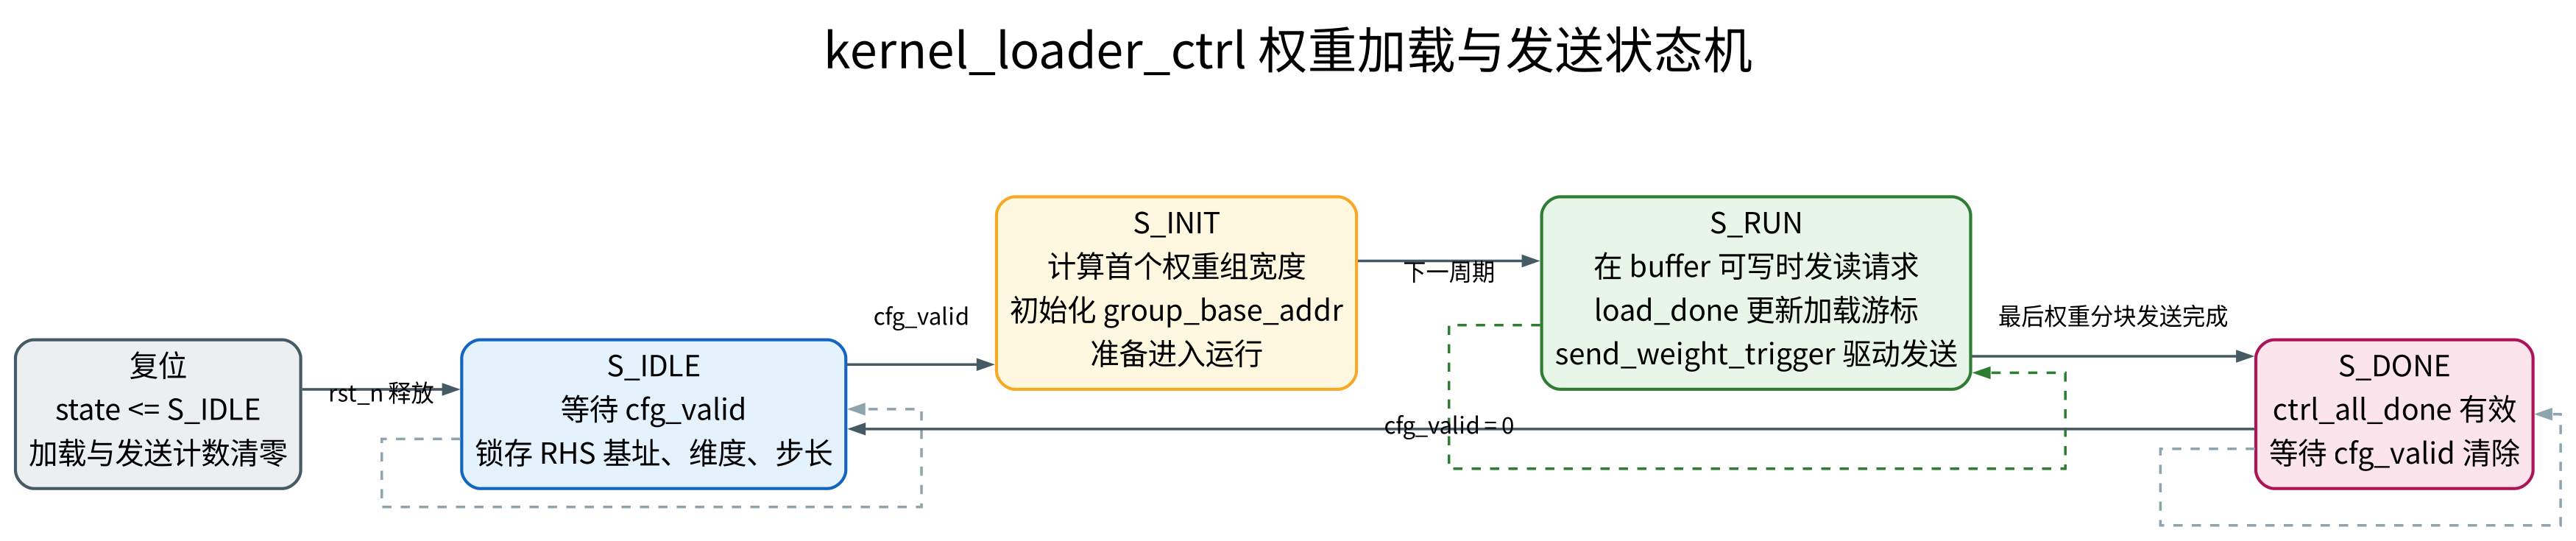 kernel_loader_ctrl 权重加载与发送状态机
复位
state <= S_IDLE
加载与发送计数清零
rst_n 释放
S_IDLE
等待 cfg_valid
锁存 RHS 基址、维度、步长
cfg_valid
S_INIT
计算首个权重组宽度
初始化 group_base_addr
准备进入运行
下一周期
S_RUN
在 buffer 可写时发读请求
load_done 更新加载游标
send_weight_trigger 驱动发送
最后权重分块发送完成
S_DONE
ctrl_all_done 有效
等待 cfg_valid 清除
cfg_valid = 0